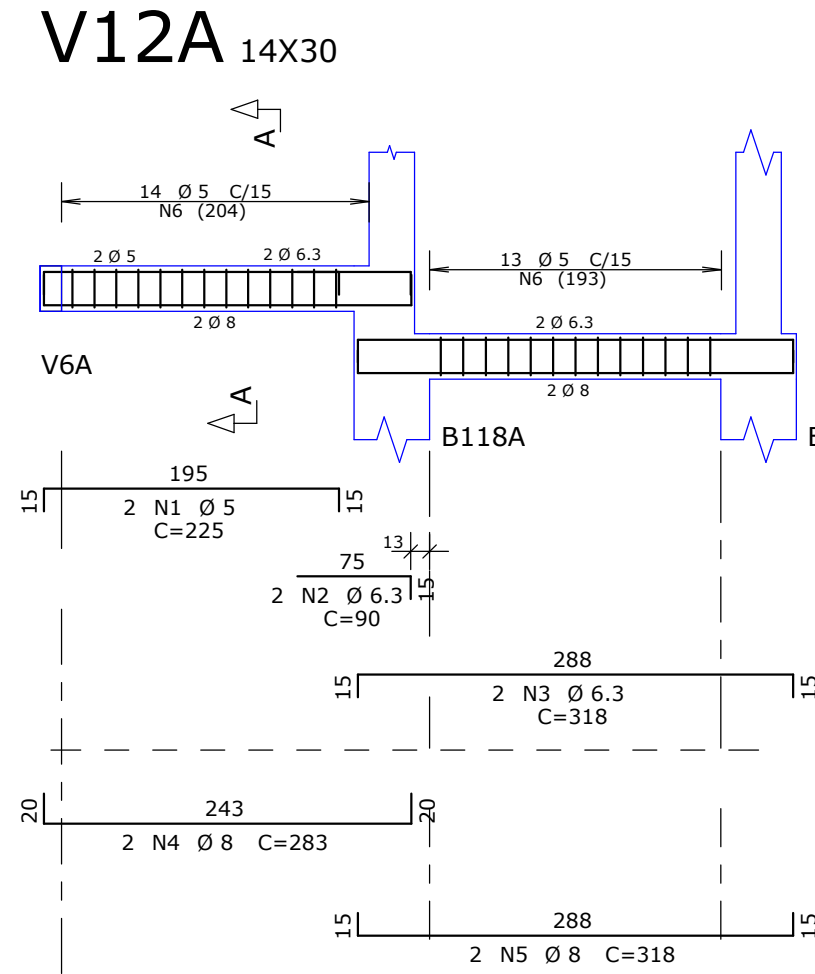 V12A 14X30
A
14 Ø 5 C/15
N6 (204)
2 Ø 5
2 Ø 6.3
13 Ø 5 C/15
N6 (193)
2 Ø 8
2 Ø 6.3
V6A
2 Ø 8
A
B118A
195
15
15
2 N1 Ø 5
C=225
13
75
15
2 N2 Ø 6.3
C=90
288
15
15
2 N3 Ø 6.3
C=318
20
243
20
2 N4 Ø 8 C=283
15
288
15
2 N5 Ø 8 C=318